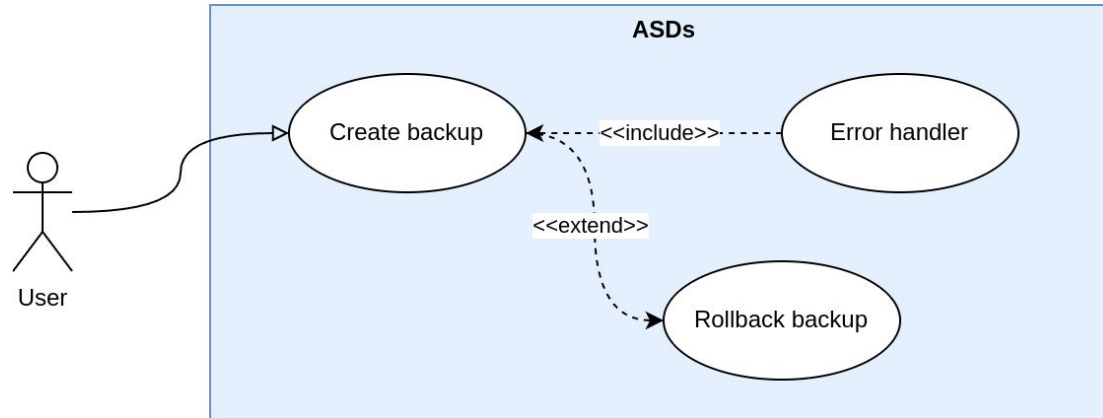 ASDs
Create backup
<<include>>
Error handler
<<extend>>
User
Rollback backup